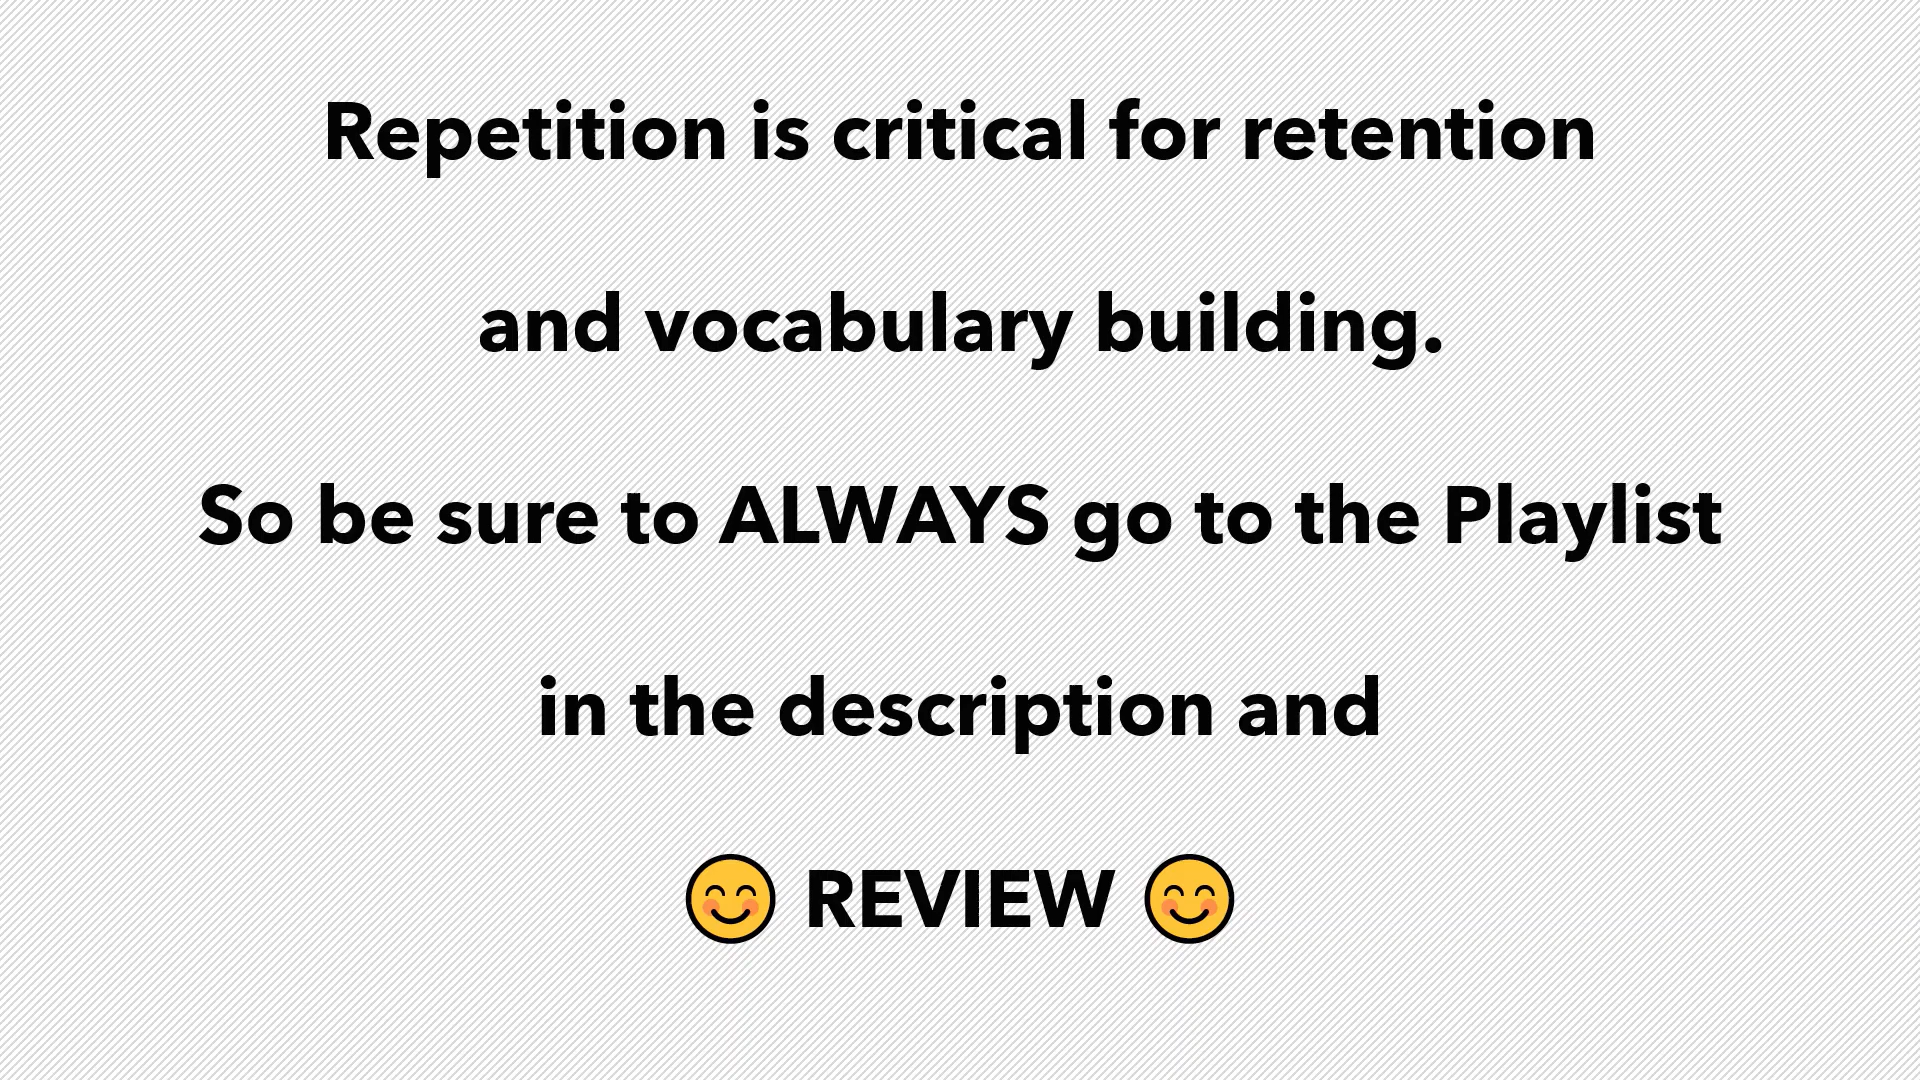 Repetition is critical for retention
and vocabulary building.
So be sure to ALWAYS go to the Playlist
in the description and
😊 REVIEW 😊